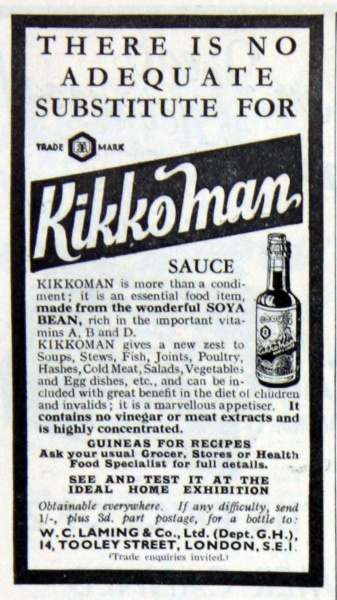 THERE IS NO
ADEQUATE
SUBSTITUTE FOR
TRADE MARK
Kikkoman
SAUCE
KIKKOMAN is more than a condi-
ment; it is an essential food item,
made from the wonderful SOYA
BEAN, rich in the important vita-
mins A, B and D.
KIKKOMAN gives a new zest to
Soups, Stews, Fish, Joints, Poultry,
Hashes, Cold Meat, Salads, Vegetables
and Egg dishes, etc., and can be in-
cluded with great benefit in the diet of children
and invalids; it is a marvellous appetiser. It
contains no vinegar or meat extracts and
is highly concentrated.
GUINEAS FOR RECIPES
Ask your usual Grocer, Stores or Health
Food Specialist for full details.
SEE AND TEST IT AT THE
IDEAL HOME EXHIBITION
Obtainable everywhere. If any difficulty, send
1/-, plus 3d. part postage, for a bottle to:
W. C. LAMING & Co., Ltd. (Dept. G.H.),
14, TOOLEY STREET, LONDON, S.E.1.
(Trade enquiries invited.)